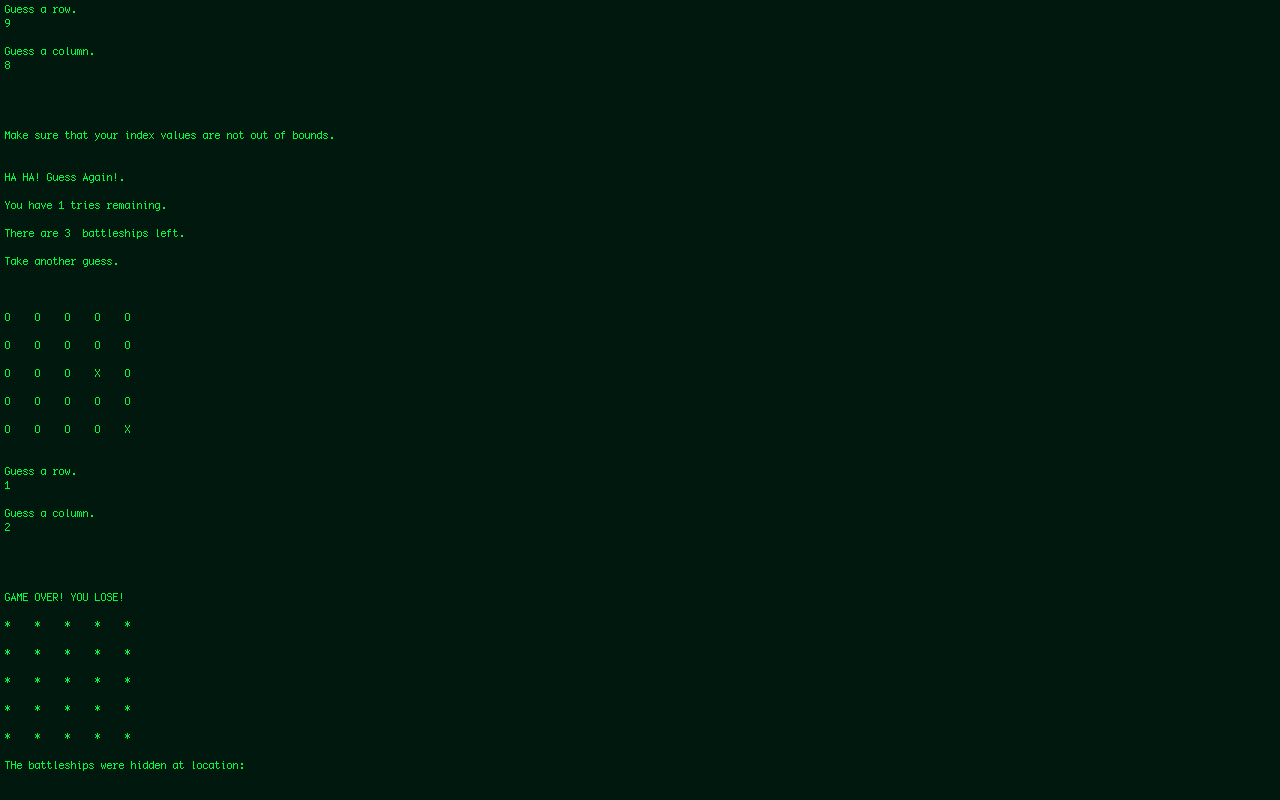 Guess a row.
9
Guess a column.
8
Make sure that your index values are not out of bounds.
HA HA! Guess Again!.
You have 1 tries remaining.
There are 3  battleships left.
Take another guess.
O    O    O    O    O
O    O    O    O    O
O    O    O    X    O
O    O    O    O    O
O    O    O    O    X
Guess a row.
1
Guess a column.
2
GAME OVER! YOU LOSE!
*    *    *    *    *
*    *    *    *    *
*    *    *    *    *
*    *    *    *    *
*    *    *    *    *
THe battleships were hidden at location: